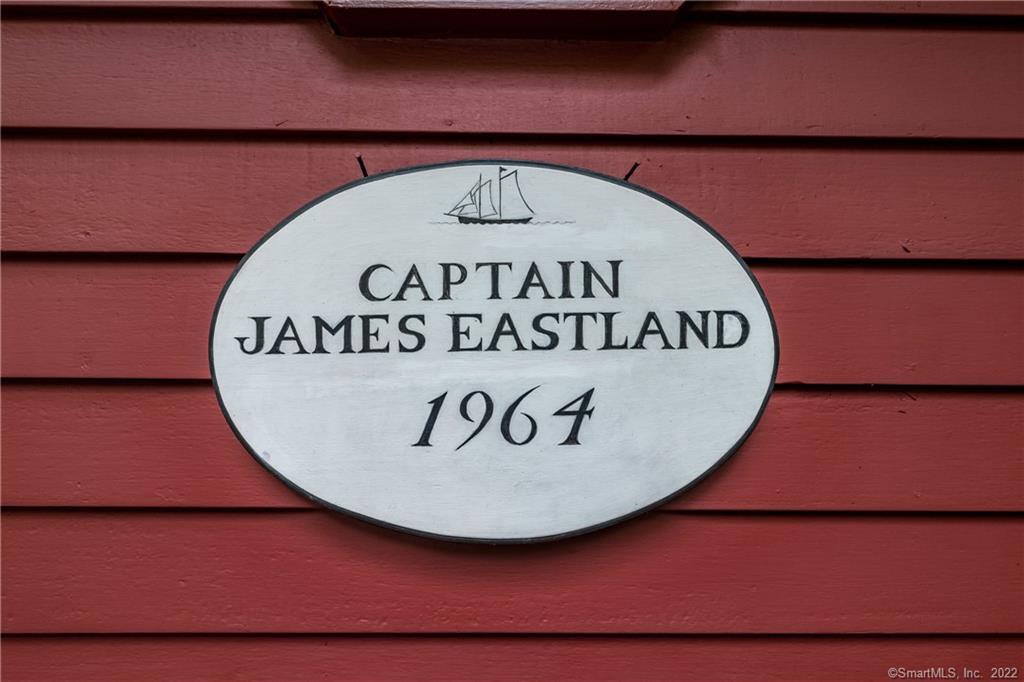 CAPTAIN
JAMES EASTLAND
1964
©SmartMLS, Inc. 2022